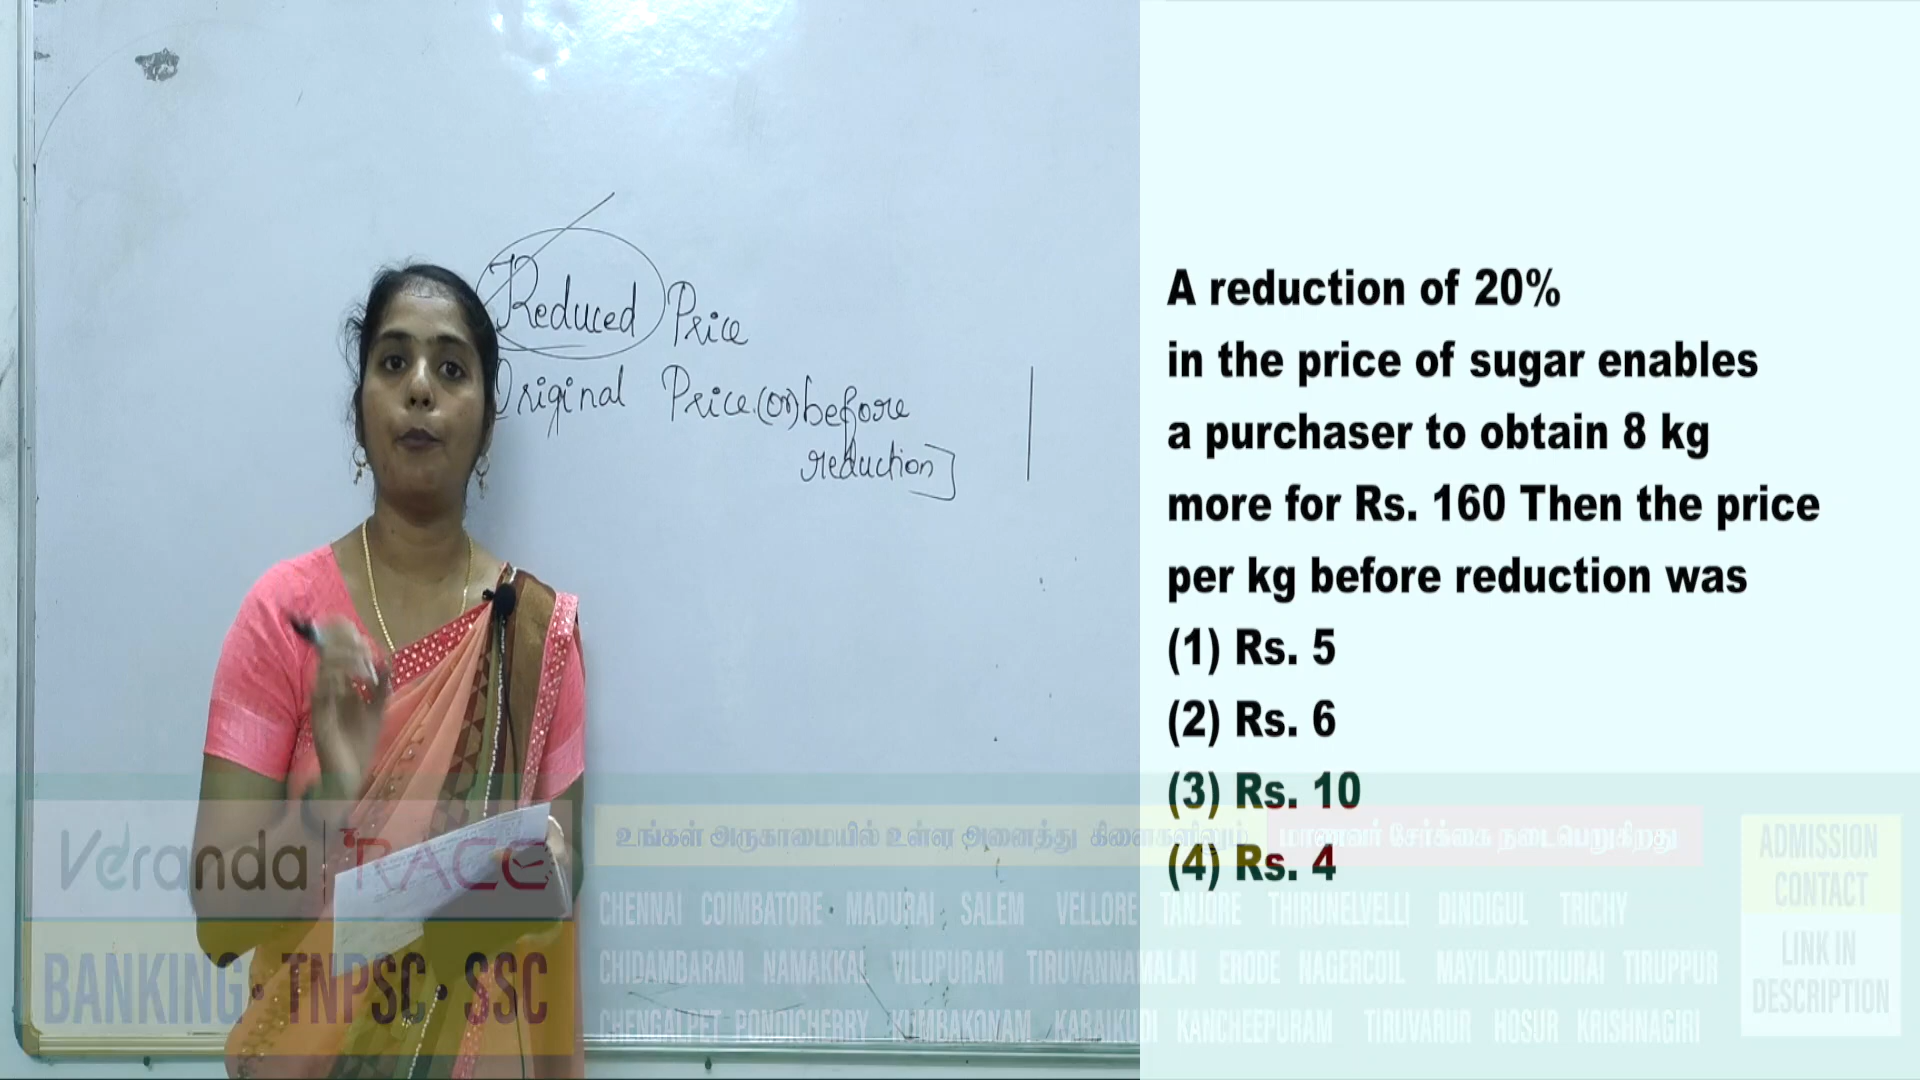 Reduced Price
Original Price (or) before
reduction]
A reduction of 20%
in the price of sugar enables
a purchaser to obtain 8 kg
more for Rs. 160 Then the price
per kg before reduction was
(1) Rs. 5
(2) Rs. 6
(3) Rs. 10
(4) Rs. 4
Veranda RACE
BANKING • TNPSC • SSC
உங்கள் அருகாமையில் உள்ள அனைத்து கிளைகளிலும் மாணவர் சேர்க்கை நடைபெறுகிறது
CHENNAI COIMBATORE MADURAI SALEM VELLORE TANJORE THIRUNELVELLI DINDIGUL TRICHY
CHIDAMBARAM NAMAKKAL VILLUPURAM TIRUVANNAMALAI ERODE NAGERCOIL MAYILADUTHURAI TIRUPPUR
CHENGALPET PONDICHERRY KUMBAKONAM KARAIKUDI KANCHEEPURAM TIRUVARUR HOSUR KRISHNAGIRI
ADMISSION
CONTACT
LINK IN
DESCRIPTION